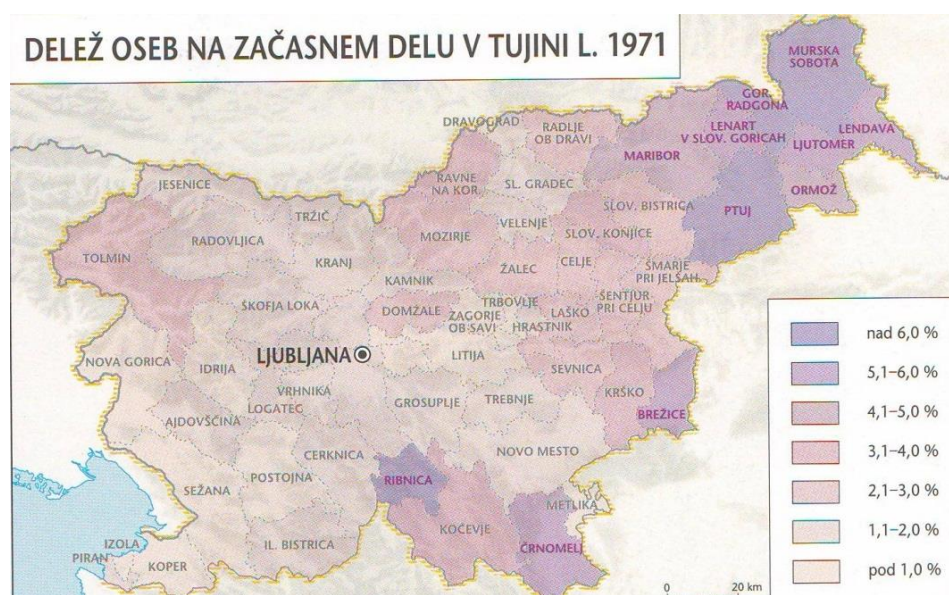 DELEŽ OSEB NA ZAČASNEM DELU V TUJINI L. 1971
MURSKA
SOBOTA
GOR.
RADGONA
LENART
V SLOV. GORICAH
LENDAVA
LJUTOMER
DRAVOGRAD
RADLJE
OB DRAVI
MARIBOR
ORMOŽ
RAVNE
NA KOR.
SL. GRADEC
JESENICE
SLOV. BISTRICA
PTUJ
TRŽIČ
VELENJE
RADOVLJICA
MOZIRJE
SLOV. KONJICE
TOLMIN
KRANJ
ŽALEC
CELJE
ŠMARJE
PRI JELŠAH
KAMNIK
ŠKOFJA LOKA
DOMŽALE
TRBOVLJE
ZAGORJE
OB SAVI
HRASTNIK
LAŠKO
ŠENTJUR
PRI CELJU
NOVA GORICA
IDRIJA
LJUBLJANA
LITIJA
SEVNICA
VRHNIKA
LOGATEC
GROSUPLJE
TREBNJE
KRŠKO
BREŽICE
AJDOVŠČINA
CERKNICA
NOVO MESTO
POSTOJNA
RIBNICA
SEŽANA
METLIKA
KOČEVJE
IZOLA
PIRAN
KOPER
IL. BISTRICA
ČRNOMELJ
nad 6,0 %
5,1–6,0 %
4,1–5,0 %
3,1–4,0 %
2,1–3,0 %
1,1–2,0 %
pod 1,0 %
0 20 km